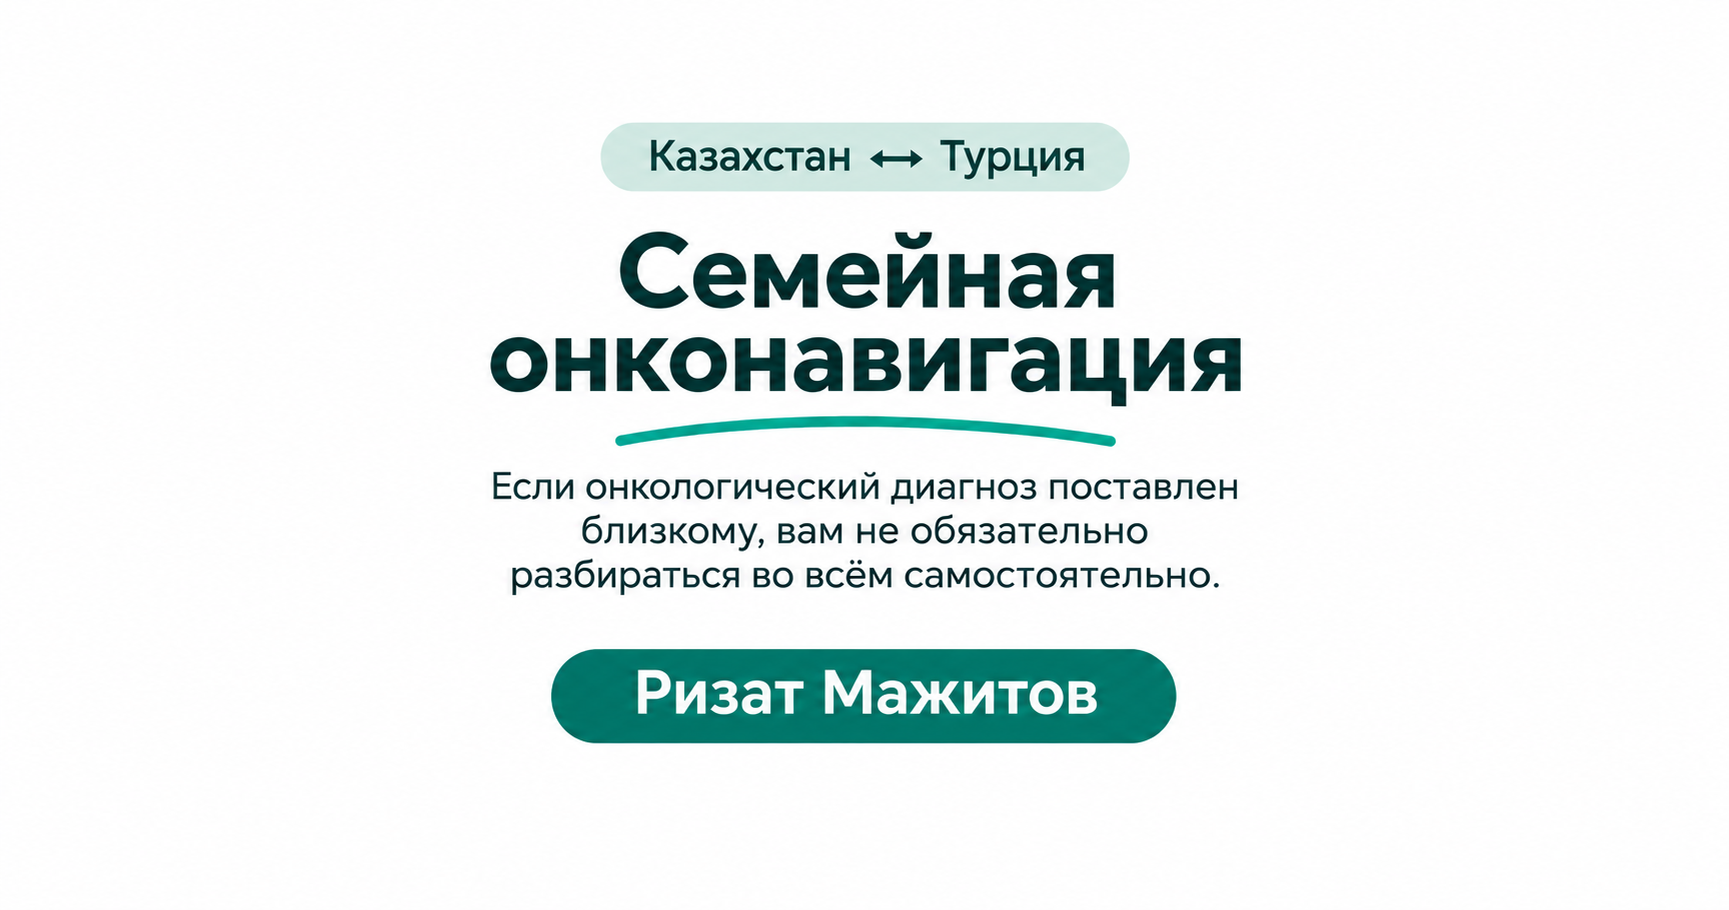 Казахстан ↔ Турция
Семейная
онконавигация
Если онкологический диагноз поставлен
близкому, вам не обязательно
разбираться во всём самостоятельно.
Ризат Мажитов